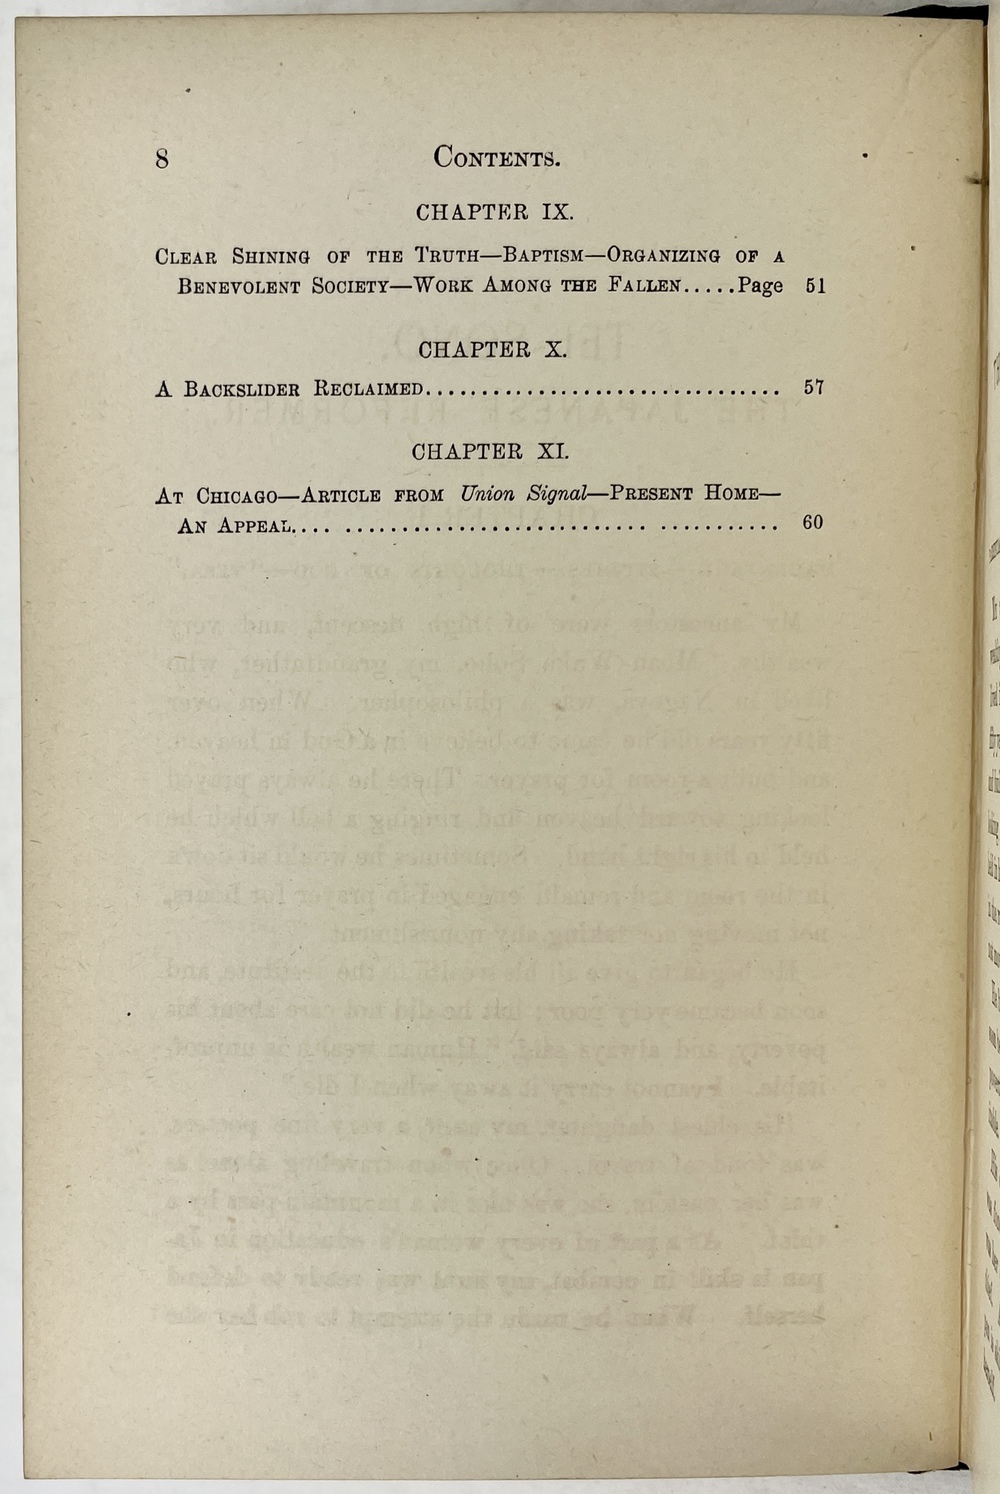 8 CONTENTS.
CHAPTER IX.
CLEAR SHINING OF THE TRUTH—BAPTISM—ORGANIZING OF A
BENEVOLENT SOCIETY—WORK AMONG THE FALLEN.....Page 51
CHAPTER X.
A BACKSLIDER RECLAIMED................................ 57
CHAPTER XI.
AT CHICAGO—ARTICLE FROM Union Signal—PRESENT HOME—
AN APPEAL.... ........................... ........... 60